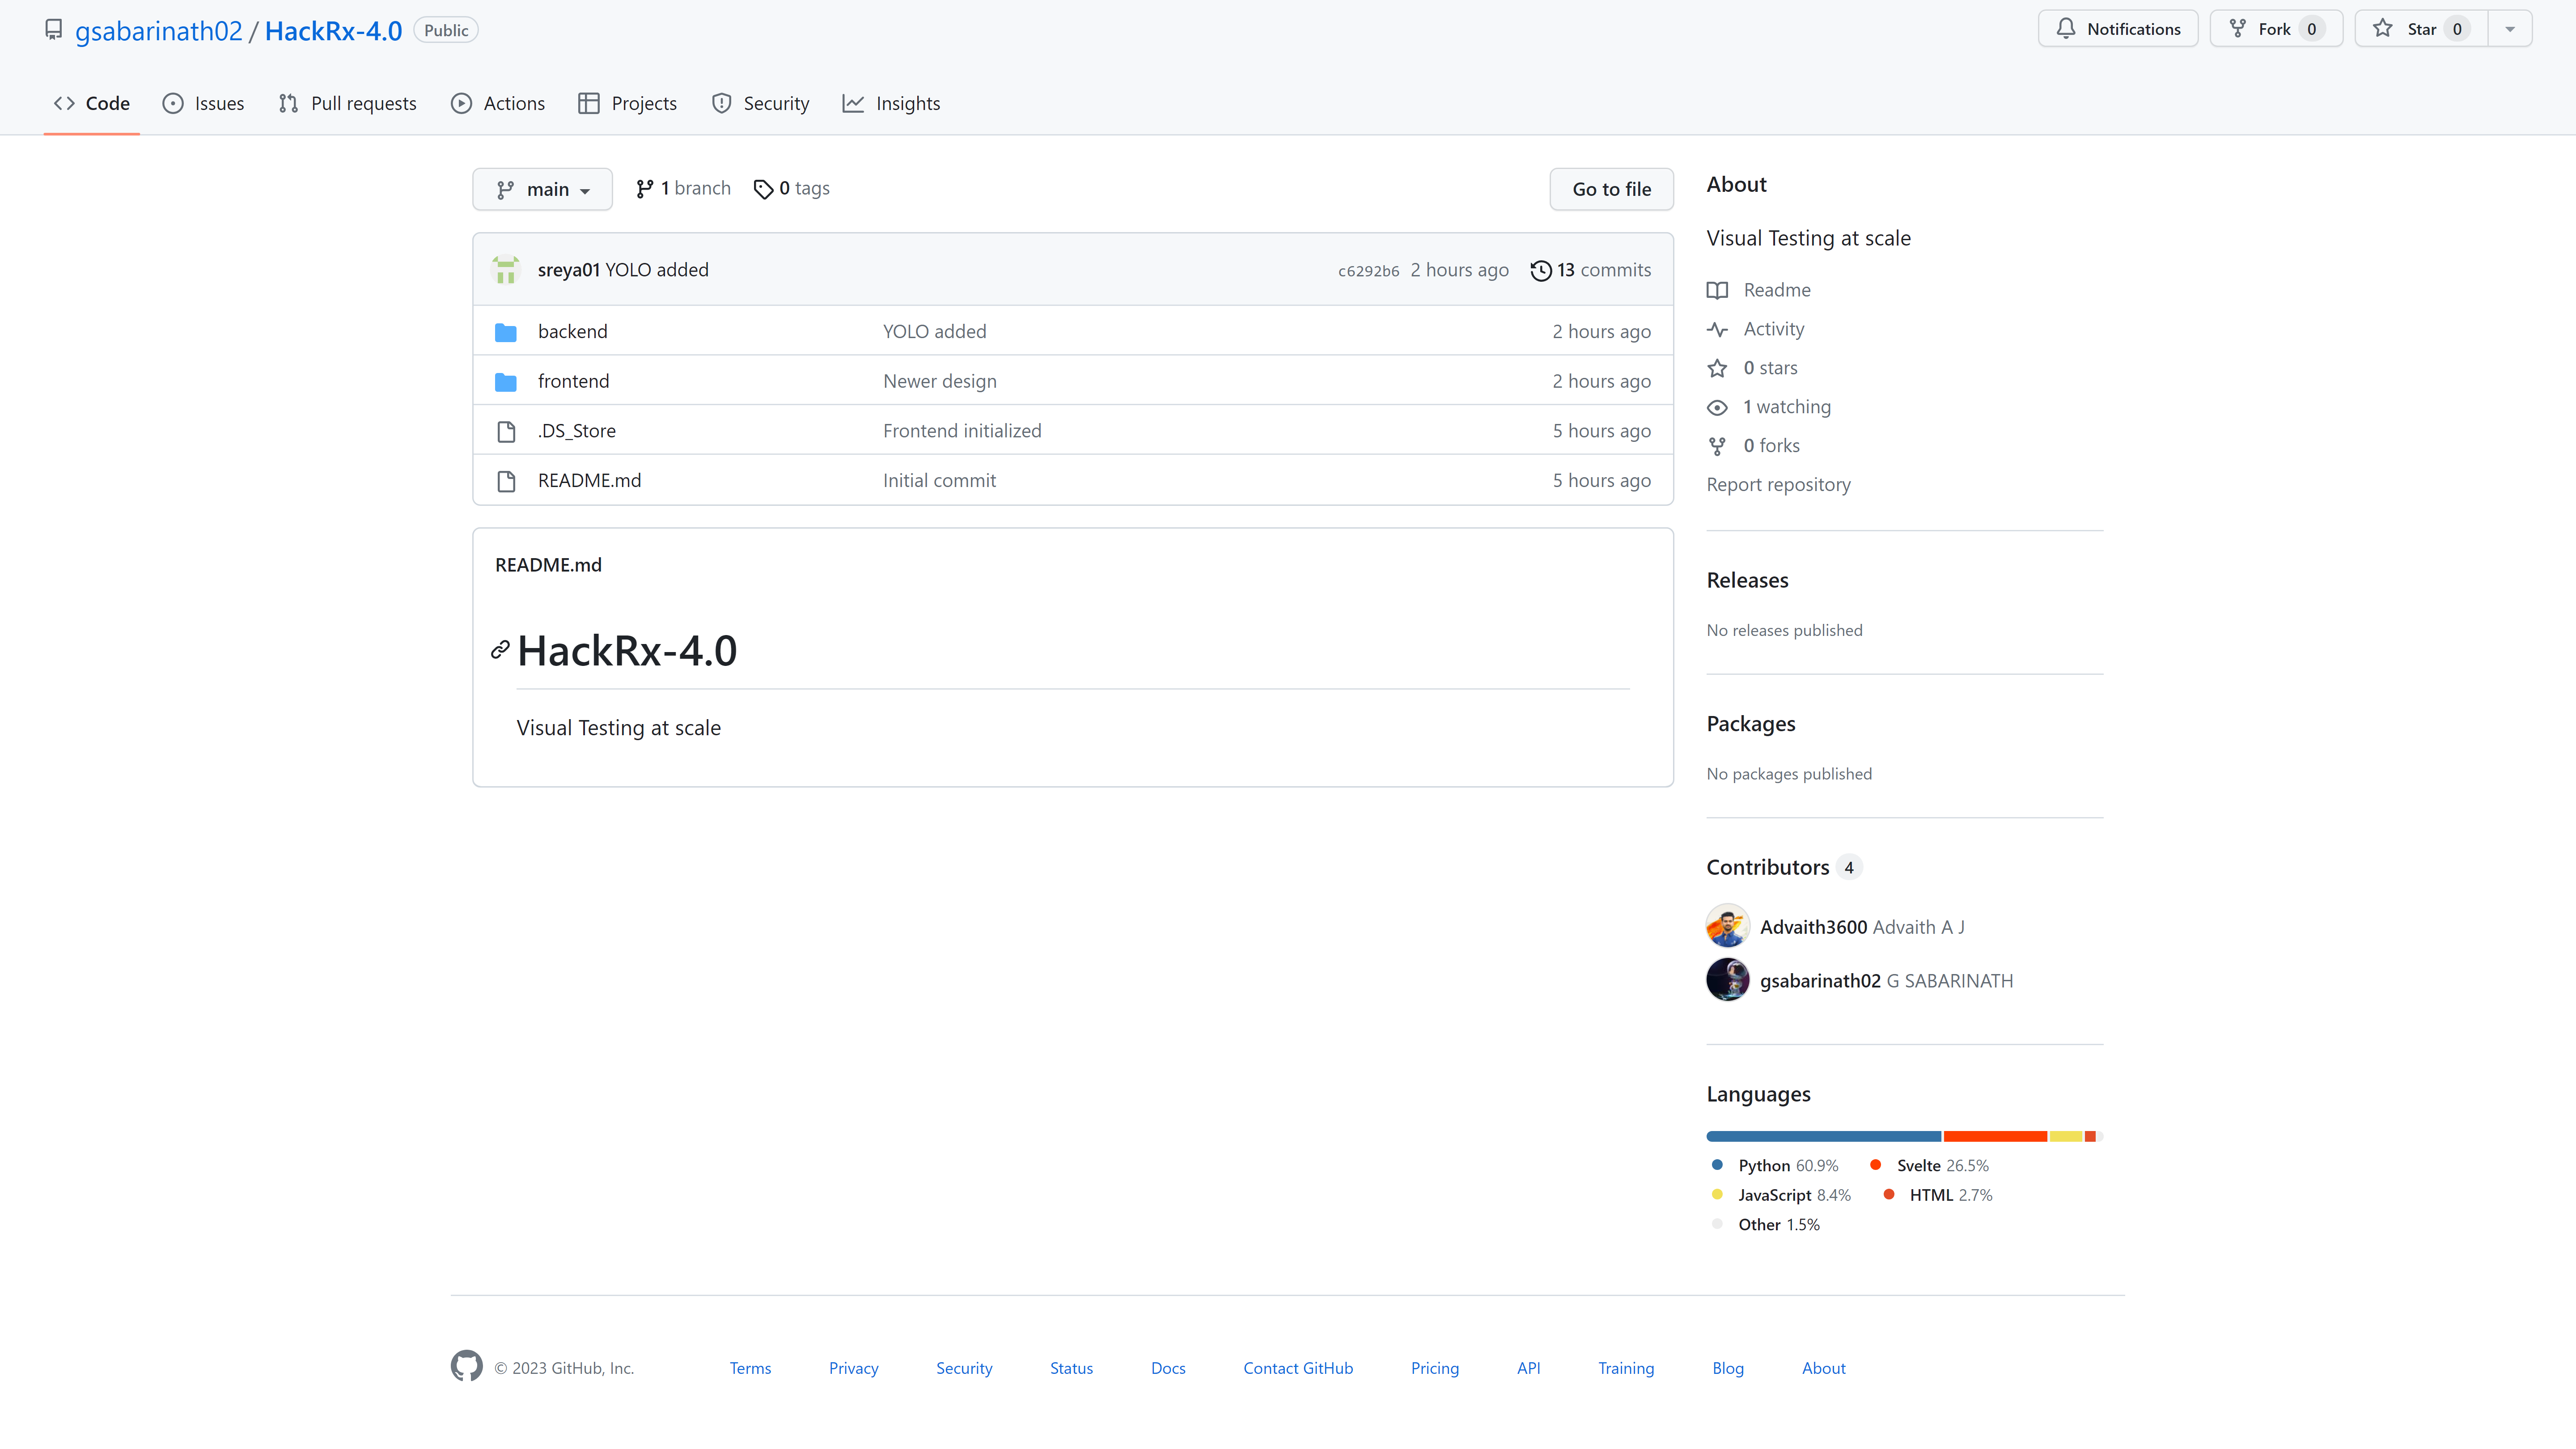 gsabarinath02 / HackRx-4.0 Public
Notifications Fork 0 Star 0
Code Issues Pull requests Actions Projects Security Insights
main 1 branch 0 tags Go to file
sreya01 YOLO added c6292b6 2 hours ago 13 commits
backend YOLO added 2 hours ago
frontend Newer design 2 hours ago
.DS_Store Frontend initialized 5 hours ago
README.md Initial commit 5 hours ago
README.md
HackRx-4.0
Visual Testing at scale
About
Visual Testing at scale
Readme
Activity
0 stars
1 watching
0 forks
Report repository
Releases
No releases published
Packages
No packages published
Contributors 4
Advaith3600 Advaith A J
gsabarinath02 G SABARINATH
Languages
Python 60.9% Svelte 26.5%
JavaScript 8.4% HTML 2.7%
Other 1.5%
© 2023 GitHub, Inc. Terms Privacy Security Status Docs Contact GitHub Pricing API Training Blog About